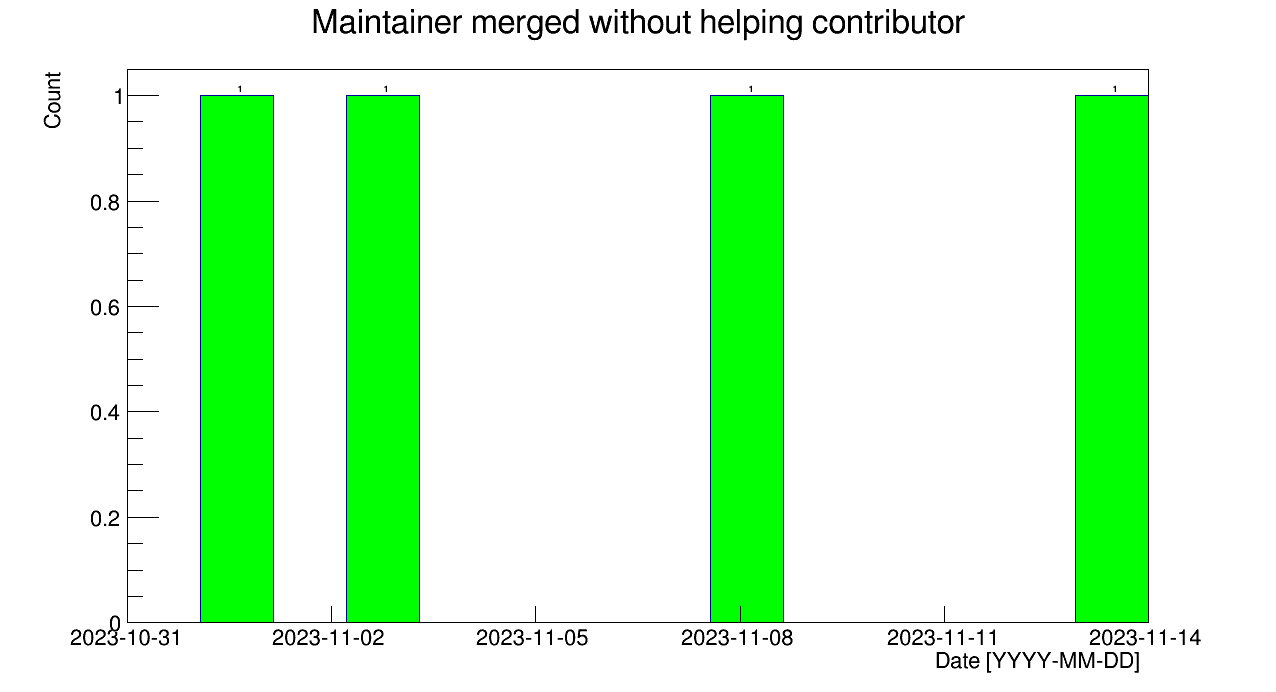 Maintainer merged without helping contributor
Count
1 1 1 1
1
0.8
0.6
0.4
0.2
0
2023-10-31 2023-11-02 2023-11-05 2023-11-08 2023-11-11 2023-11-14
Date [YYYY-MM-DD]